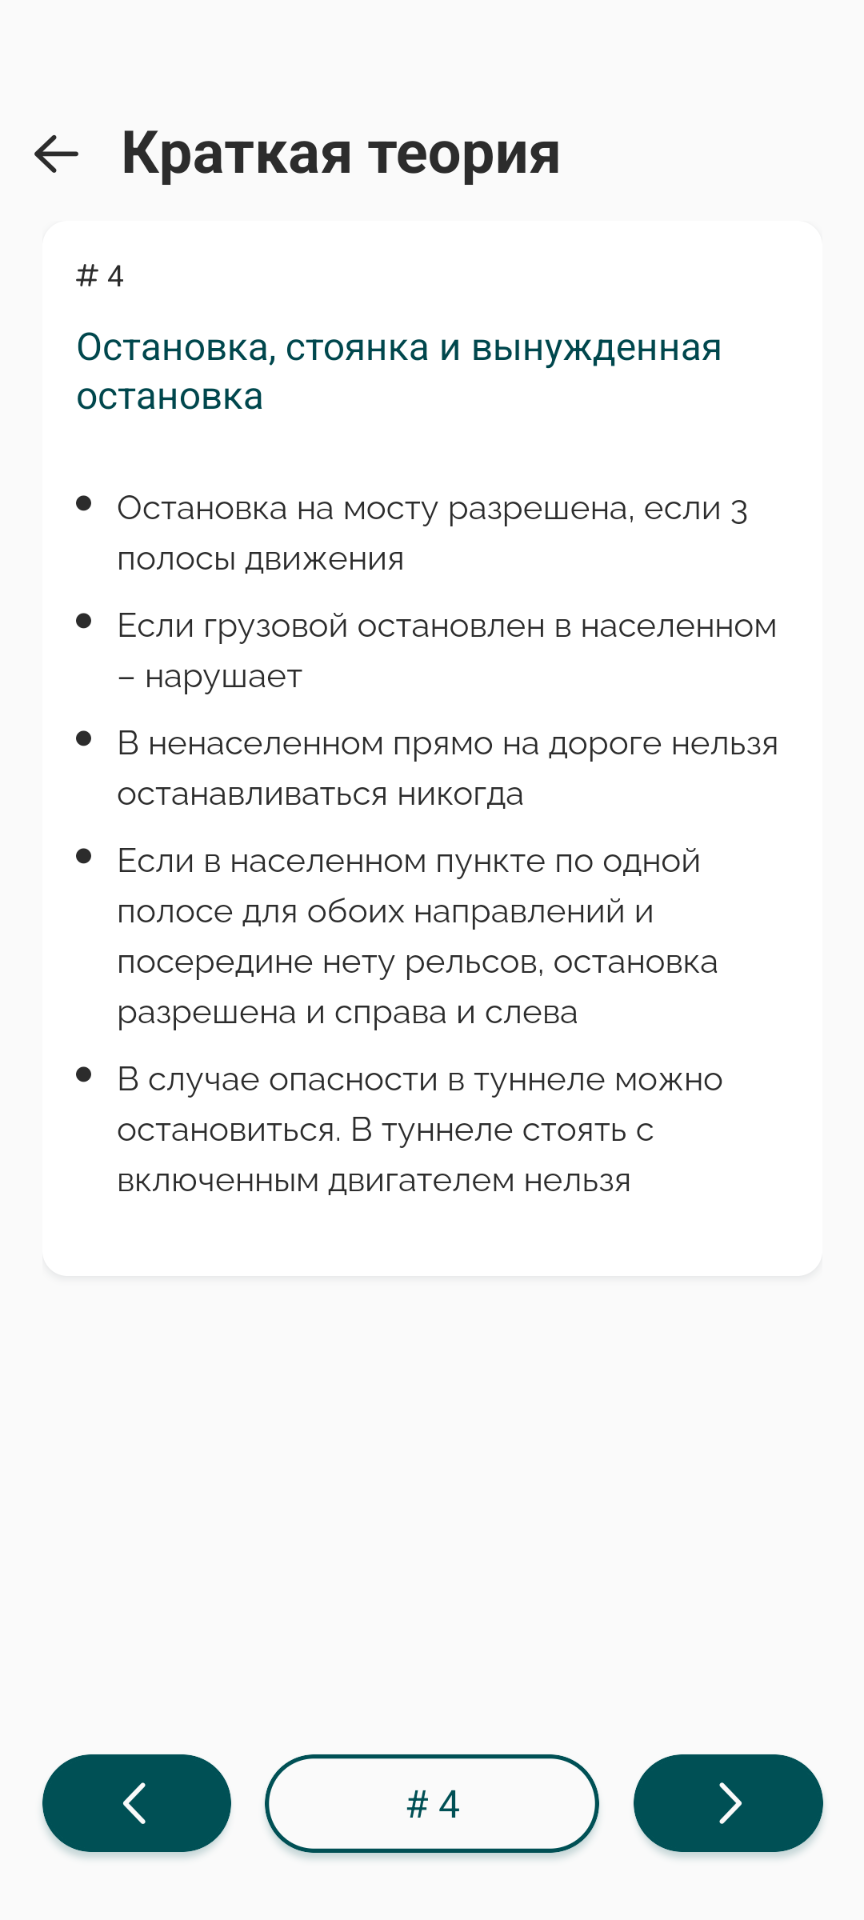 Краткая теория
# 4
Остановка, стоянка и вынужденная
остановка
• Остановка на мосту разрешена, если 3
полосы движения
• Если грузовой остановлен в населенном
– нарушает
• В ненаселенном прямо на дороге нельзя
останавливаться никогда
• Если в населенном пункте по одной
полосе для обоих направлений и
посередине нету рельсов, остановка
разрешена и справа и слева
• В случае опасности в туннеле можно
остановиться. В туннеле стоять с
включенным двигателем нельзя
# 4